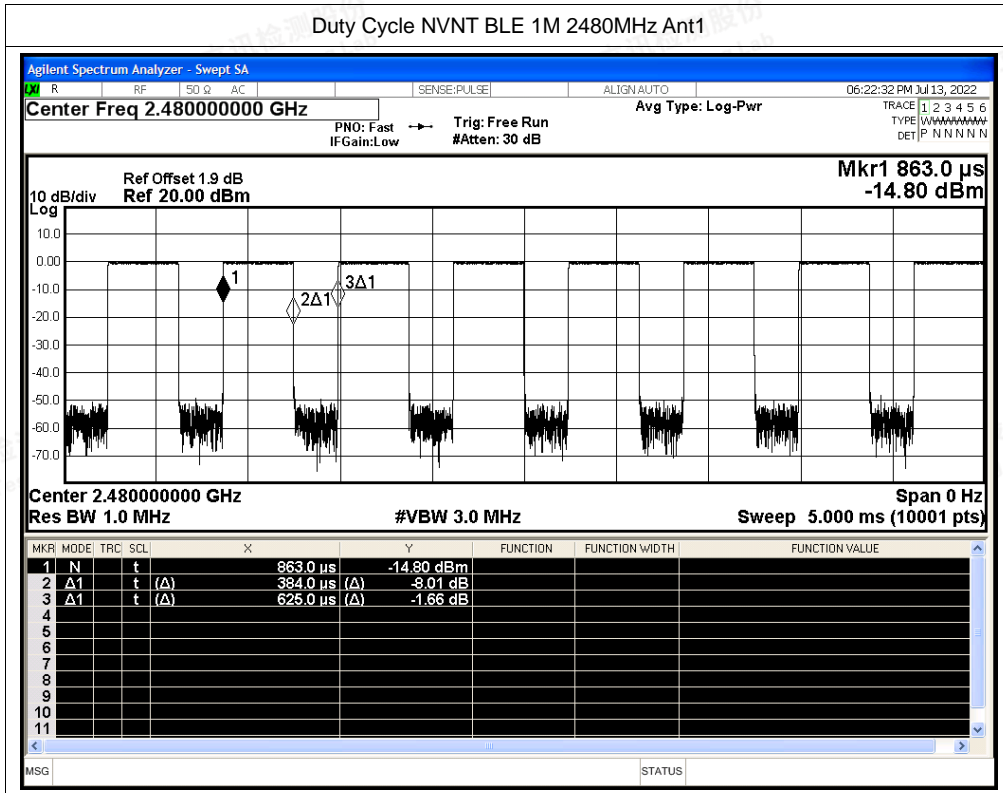 Duty Cycle NVNT BLE 1M 2480MHz Ant1
Agilent Spectrum Analyzer - Swept SA
LXI R RF 50 Ω AC SENSE:PULSE ALIGN AUTO 06:22:32 PM Jul 13, 2022
Center Freq 2.480000000 GHz Avg Type: Log-Pwr TRACE 1 2 3 4 5 6
PNO: Fast Trig: Free Run TYPE
IFGain:Low #Atten: 30 dB DET P N N N N N
Mkr1 863.0 µs
Ref Offset 1.9 dB
10 dB/div Ref 20.00 dBm -14.80 dBm
Log
10.0
0.00
-10.0
-20.0
-30.0
-40.0
-50.0
-60.0
-70.0
1
2Δ1
3Δ1
Center 2.480000000 GHz Span 0 Hz
Res BW 1.0 MHz #VBW 3.0 MHz Sweep 5.000 ms (10001 pts)
MKR MODE TRC SCL X Y FUNCTION FUNCTION WIDTH FUNCTION VALUE
1 N t 863.0 µs -14.80 dBm
2 Δ1 t (Δ) 384.0 µs (Δ) -8.01 dB
3 Δ1 t (Δ) 625.0 µs (Δ) -1.66 dB
4
5
6
7
8
9
10
11
MSG STATUS